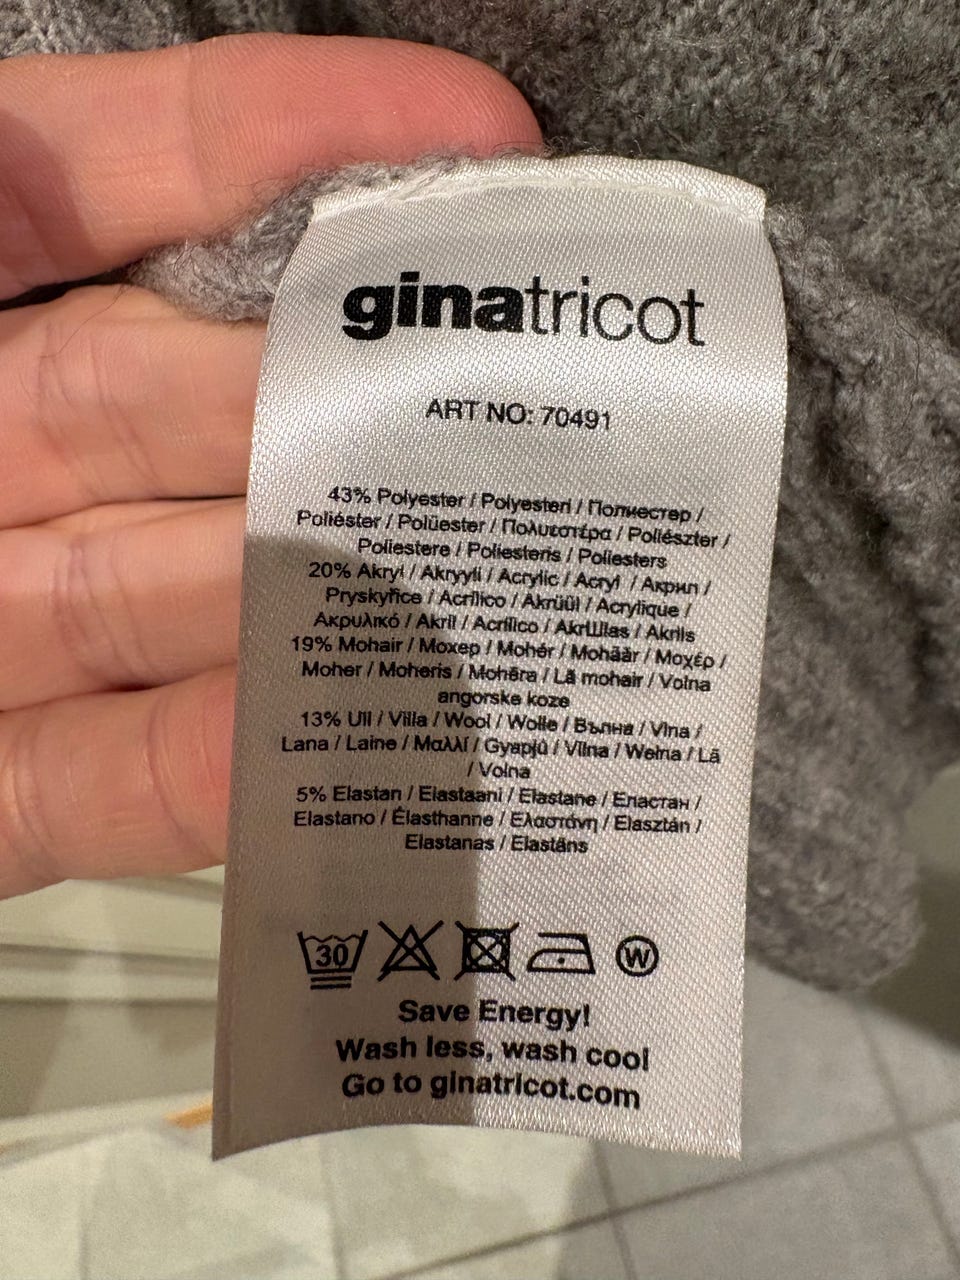 ginatricot
ART NO: 70491
43% Polyester / Polyesteri / Полиестер /
Poliéster / Polüester / Πολυεστέρα / Poliészter /
Poliestere / Poliesteris / Poliesters
20% Akryl / Akryyli / Acrylic / Acryl / Акрил /
Pryskyřice / Acrílico / Akrüül / Acrylique /
Ακρυλικό / Akril / Acrílico / AkrШlas / Akrils
19% Mohair / Мохер / Mohér / Mohäär / Μοχέρ /
Moher / Moheris / Mohēra / Lã mohair / Volna
angorske koze
13% Ull / Villa / Wool / Wolle / Вълна / Vlna /
Lana / Laine / Μαλλί / Gyapjú / Vilna / Wełna / Lã
/ Volna
5% Elastan / Elastaani / Elastane / Еластан /
Elastano / Élasthanne / Ελαστάνη / Elasztán /
Elastanas / Elastāns
30
W
Save Energy!
Wash less, wash cool
Go to ginatricot.com